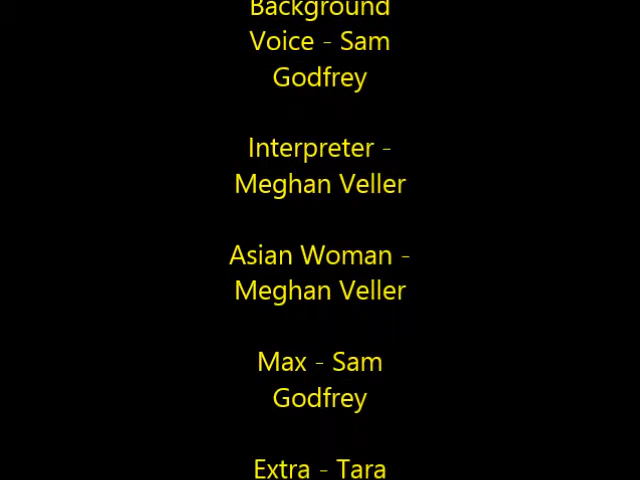 Background
Voice - Sam
Godfrey
Interpreter -
Meghan Veller
Asian Woman -
Meghan Veller
Max - Sam
Godfrey
Extra - Tara